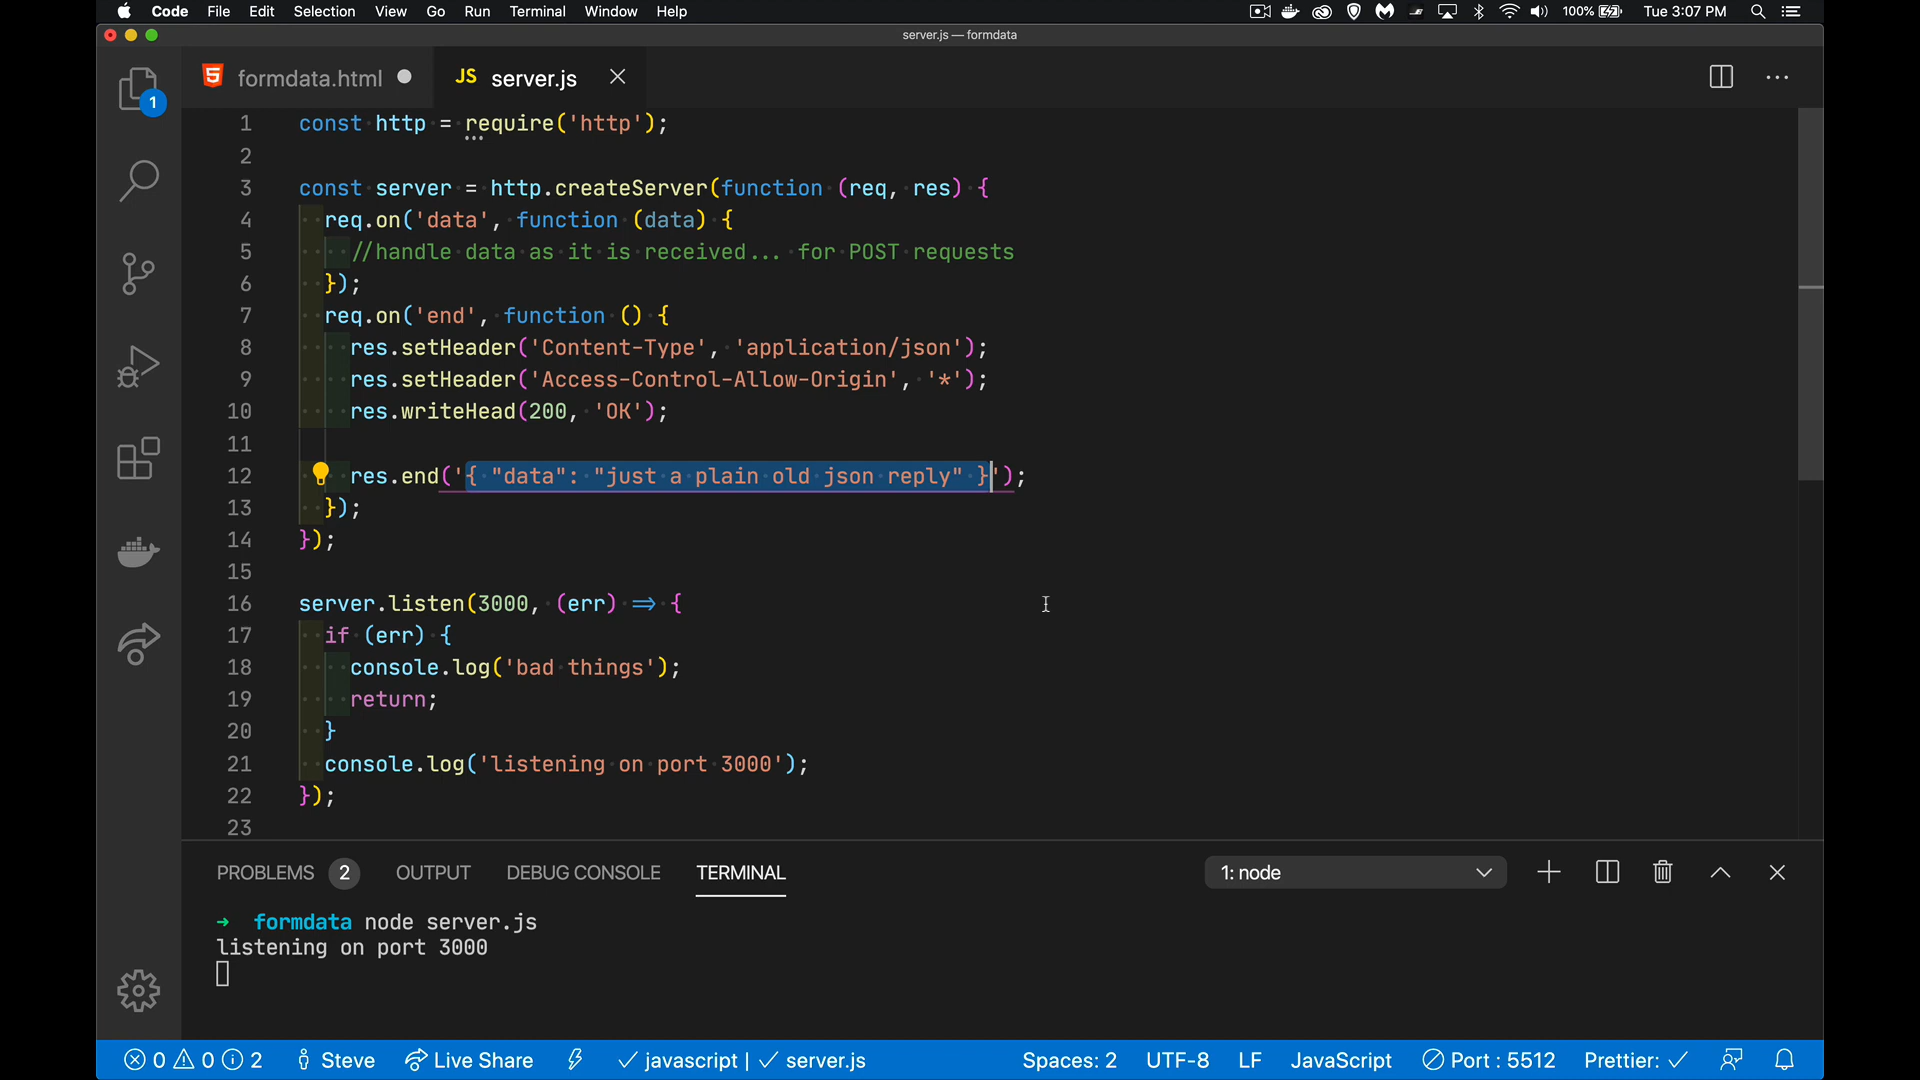 Code File Edit Selection View Go Run Terminal Window Help 100% Tue 3:07 PM
server.js — formdata
formdata.html JS server.js
1
1 const http = require('http');
2
3 const server = http.createServer(function (req, res) {
4 req.on('data', function (data) {
5 //handle data as it is received... for POST requests
6 });
7 req.on('end', function () {
8 res.setHeader('Content-Type', 'application/json');
9 res.setHeader('Access-Control-Allow-Origin', '*');
10 res.writeHead(200, 'OK');
11
12 res.end('{ "data": "just a plain old json reply" }');
13 });
14 });
15
16 server.listen(3000, (err) => {
17 if (err) {
18 console.log('bad things');
19 return;
20 }
21 console.log('listening on port 3000');
22 });
23
PROBLEMS 2 OUTPUT DEBUG CONSOLE TERMINAL 1: node
→ formdata node server.js
listening on port 3000
0 0 2 Steve Live Share javascript | server.js Spaces: 2 UTF-8 LF JavaScript Port : 5512 Prettier: